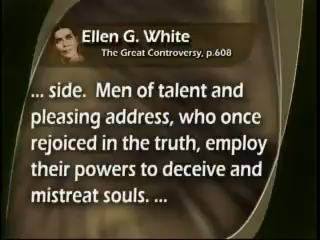 Ellen G. White
The Great Controversy, p.608
... side. Men of talent and
pleasing address, who once
rejoiced in the truth, employ
their powers to deceive and
mistreat souls. ...